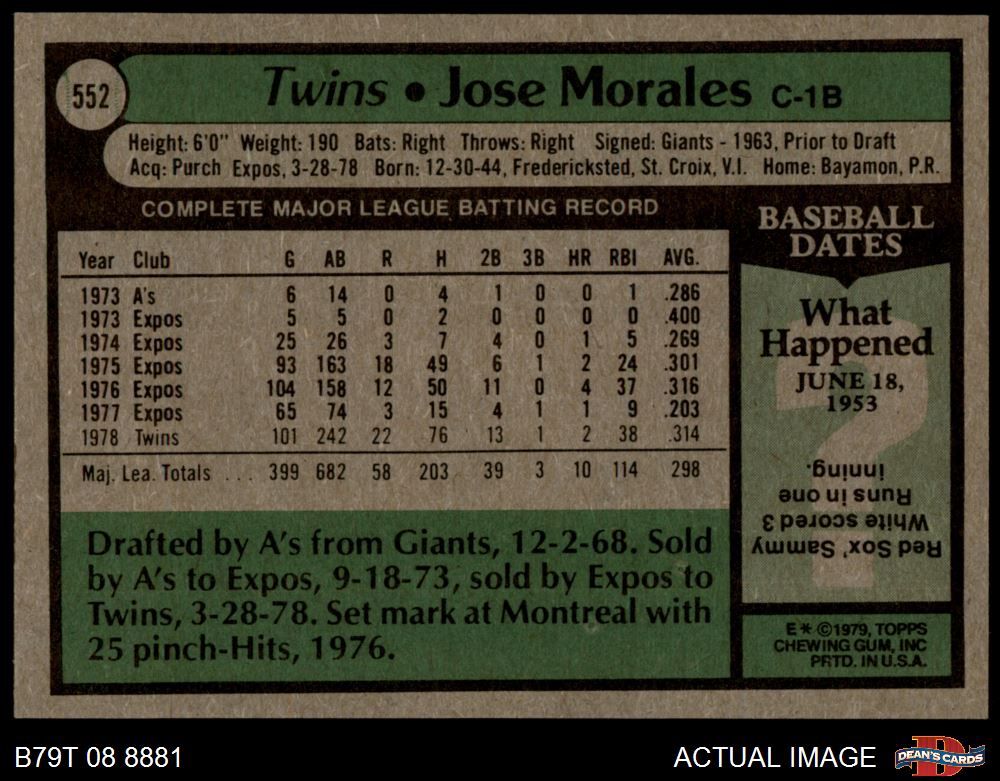 552
Twins • Jose Morales C-1B
Height: 6'0" Weight: 190 Bats: Right Throws: Right Signed: Giants - 1963, Prior to Draft
Acq: Purch Expos, 3-28-78 Born: 12-30-44, Fredericksted, St. Croix, V.I. Home: Bayamon, P.R.
COMPLETE MAJOR LEAGUE BATTING RECORD
Year Club G AB R H 2B 3B HR RBI AVG.
1973 A's 6 14 0 4 1 0 0 1 .286
1973 Expos 5 5 0 2 0 0 0 0 .400
1974 Expos 25 26 3 7 4 0 1 5 .269
1975 Expos 93 163 18 49 6 1 2 24 .301
1976 Expos 104 158 12 50 11 0 4 37 .316
1977 Expos 65 74 3 15 4 1 1 9 .203
1978 Twins 101 242 22 76 13 1 2 38 .314
Maj. Lea. Totals . . . 399 682 58 203 39 3 10 114 298
Drafted by A's from Giants, 12-2-68. Sold
by A's to Expos, 9-18-73, sold by Expos to
Twins, 3-28-78. Set mark at Montreal with
25 pinch-Hits, 1976.
BASEBALL
DATES
What
Happened
JUNE 18,
1953
Red Sox' Sammy
White scored 3
Runs in one
inning.
E * © 1979, TOPPS
CHEWING GUM, INC
PRTD. IN U.S.A.
B79T 08 8881
ACTUAL IMAGE
D
DEAN'S CARDS